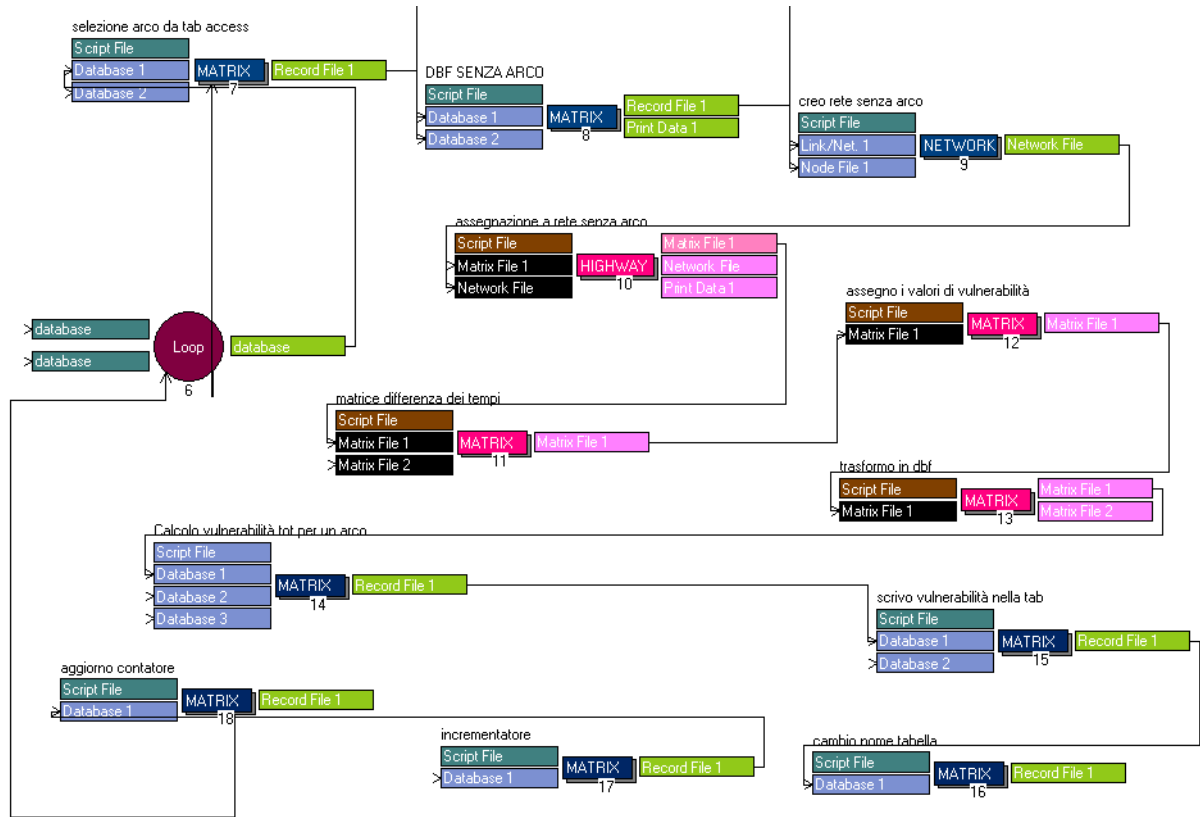 selezione arco da tab access
Script File
Database 1
MATRIX
Record File 1
Database 2
7
DBF SENZA ARCO
Script File
Database 1
MATRIX
Record File 1
Database 2
Print Data 1
8
creo rete senza arco
Script File
Link/Net. 1
NETWORK
Network File
Node File 1
9
assegnazione a rete senza arco
Script File
Matrix File 1
Matrix File 1
HIGHWAY
Network File
Network File
Print Data 1
10
assegno i valori di vulnerabilità
Script File
Matrix File 1
MATRIX
Matrix File 1
12
database
database
Loop
database
6
matrice differenza dei tempi
Script File
Matrix File 1
MATRIX
Matrix File 1
Matrix File 2
11
trasformo in dbf
Script File
Matrix File 1
Matrix File 1
MATRIX
Matrix File 2
13
Calcolo vulnerabilità tot per un arco
Script File
Database 1
MATRIX
Record File 1
Database 2
14
Database 3
scrivo vulnerabilità nella tab
Script File
Database 1
MATRIX
Record File 1
Database 2
15
aggiorno contatore
Script File
Database 1
MATRIX
Record File 1
18
incrementatore
Script File
Database 1
MATRIX
Record File 1
17
cambio nome tabella
Script File
Database 1
MATRIX
Record File 1
16